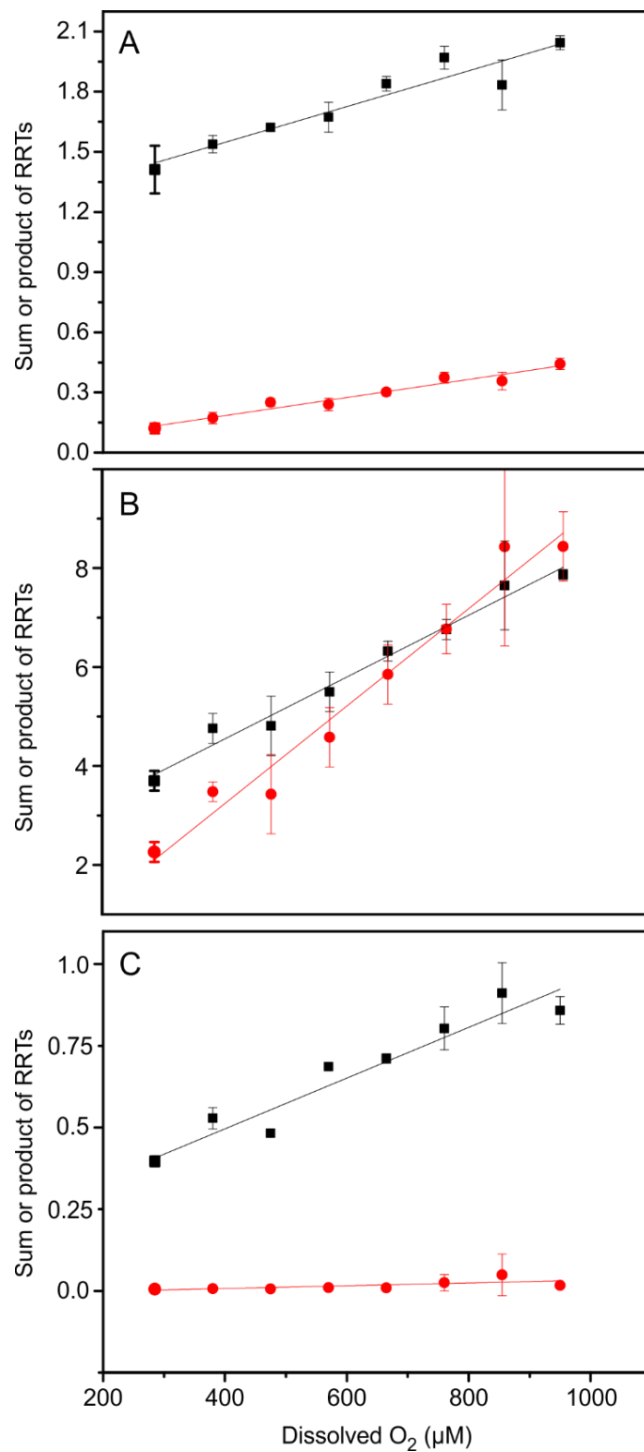 A
Sum or product of RRTs
2.1
1.8
1.5
1.2
0.9
0.6
0.3
0.0
B
Sum or product of RRTs
8
6
4
2
C
Sum or product of RRTs
1.0
0.75
0.5
0.25
0.0
200 400 600 800 1000
Dissolved O₂ (µM)